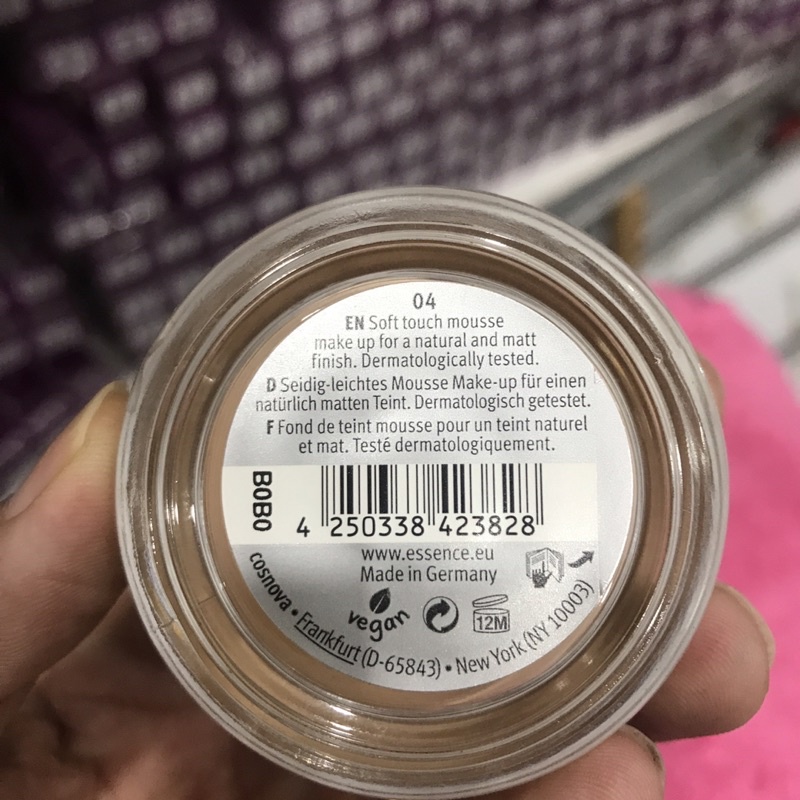 04
EN Soft touch mousse
make up for a natural and matt
finish. Dermatologically tested.
D Seidig-leichtes Mousse Make-up für einen
natürlich matten Teint. Dermatologisch getestet.
F Fond de teint mousse pour un teint naturel
et mat. Testé dermatologiquement.
B0B0
4 250338 423828
www.essence.eu
Made in Germany
vegan
12M
cosnova • Frankfurt (D-65843) • New York (NY 10003)